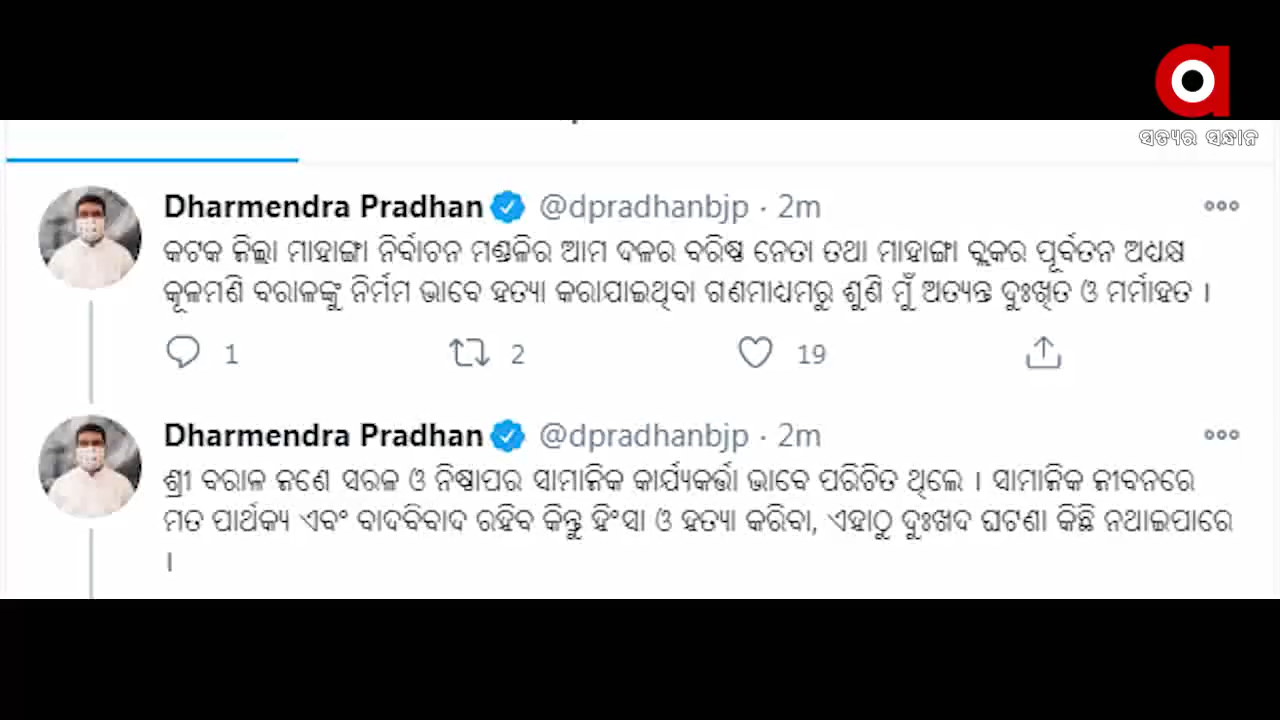 ସତ୍ୟର ସନ୍ଧାନ
Dharmendra Pradhan @dpradhanbjp · 2m
କଟକ ଜିଲ୍ଲା ମାହାଙ୍ଗା ନିର୍ବାଚନ ମଣ୍ଡଳିର ଆମ ଦଳର ବରିଷ୍ଠ ନେତା ତଥା ମାହାଙ୍ଗା ବ୍ଲକର ପୂର୍ବତନ ଅଧ୍ୟକ୍ଷ
କୂଳମଣି ବରାଳଙ୍କୁ ନିର୍ମମ ଭାବେ ହତ୍ୟା କରାଯାଇଥିବା ଗଣମାଧ୍ୟମରୁ ଶୁଣି ମୁଁ ଅତ୍ୟନ୍ତ ଦୁଃଖିତ ଓ ମର୍ମାହତ ।
1 2 19
Dharmendra Pradhan @dpradhanbjp · 2m
ଶ୍ରୀ ବରାଳ ଜଣେ ସରଳ ଓ ନିଷ୍ପାପର ସାମାଜିକ କାର୍ଯ୍ୟକର୍ତ୍ତା ଭାବେ ପରିଚିତ ଥିଲେ । ସାମାଜିକ ଜୀବନରେ
ମତ ପାର୍ଥକ୍ୟ ଏବଂ ବାଦବିବାଦ ରହିବ କିନ୍ତୁ ହିଂସା ଓ ହତ୍ୟା କରିବା, ଏହାଠୁ ଦୁଃଖଦ ଘଟଣା କିଛି ନଥାଇପାରେ
।